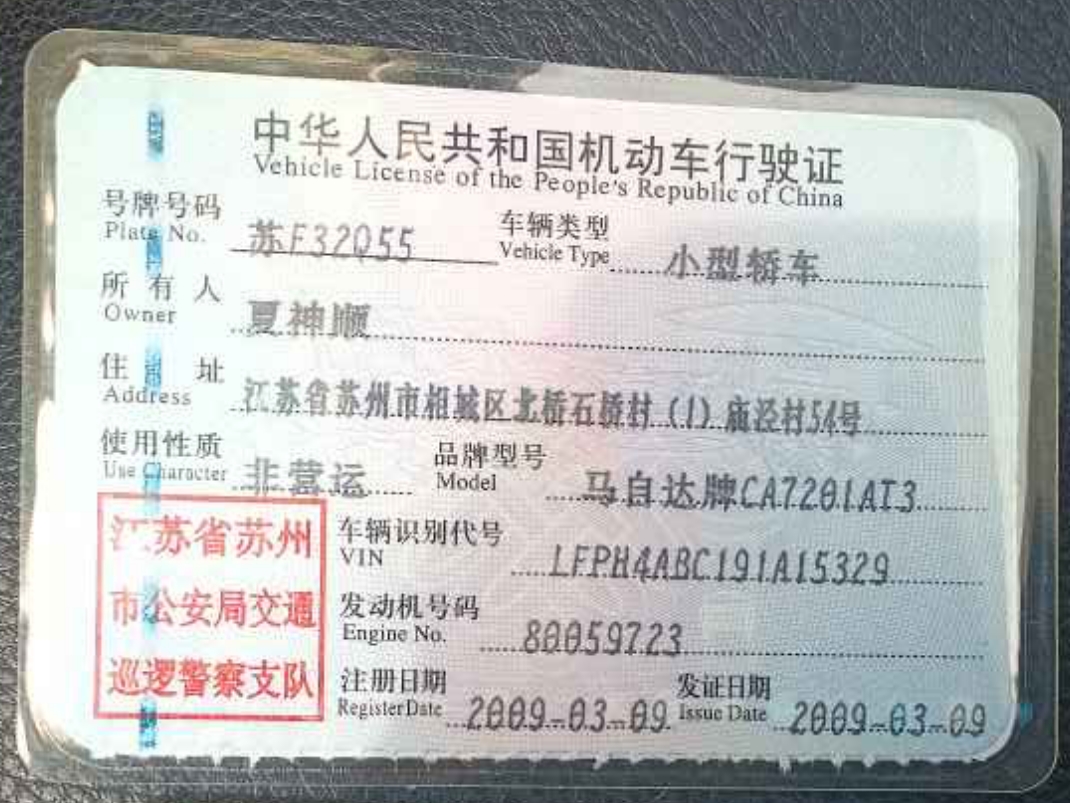 中华人民共和国机动车行驶证
Vehicle License of the People's Republic of China
号牌号码 苏F32Q55 车辆类型 小型轿车
Plate No. Vehicle Type
所有人 夏神顺
Owner
住址 江苏省苏州市相城区北桥石桥村(1)庙泾村54号
Address
使用性质 非营运 品牌型号 马自达牌CA7201AT3
Use Character Model
江苏省苏州
市公安局交通
巡逻警察支队
车辆识别代号 LFPH4ABC191A15329
VIN
发动机号码 80059723
Engine No.
注册日期 2009-03-09 发证日期 2009-03-09
Register Date Issue Date